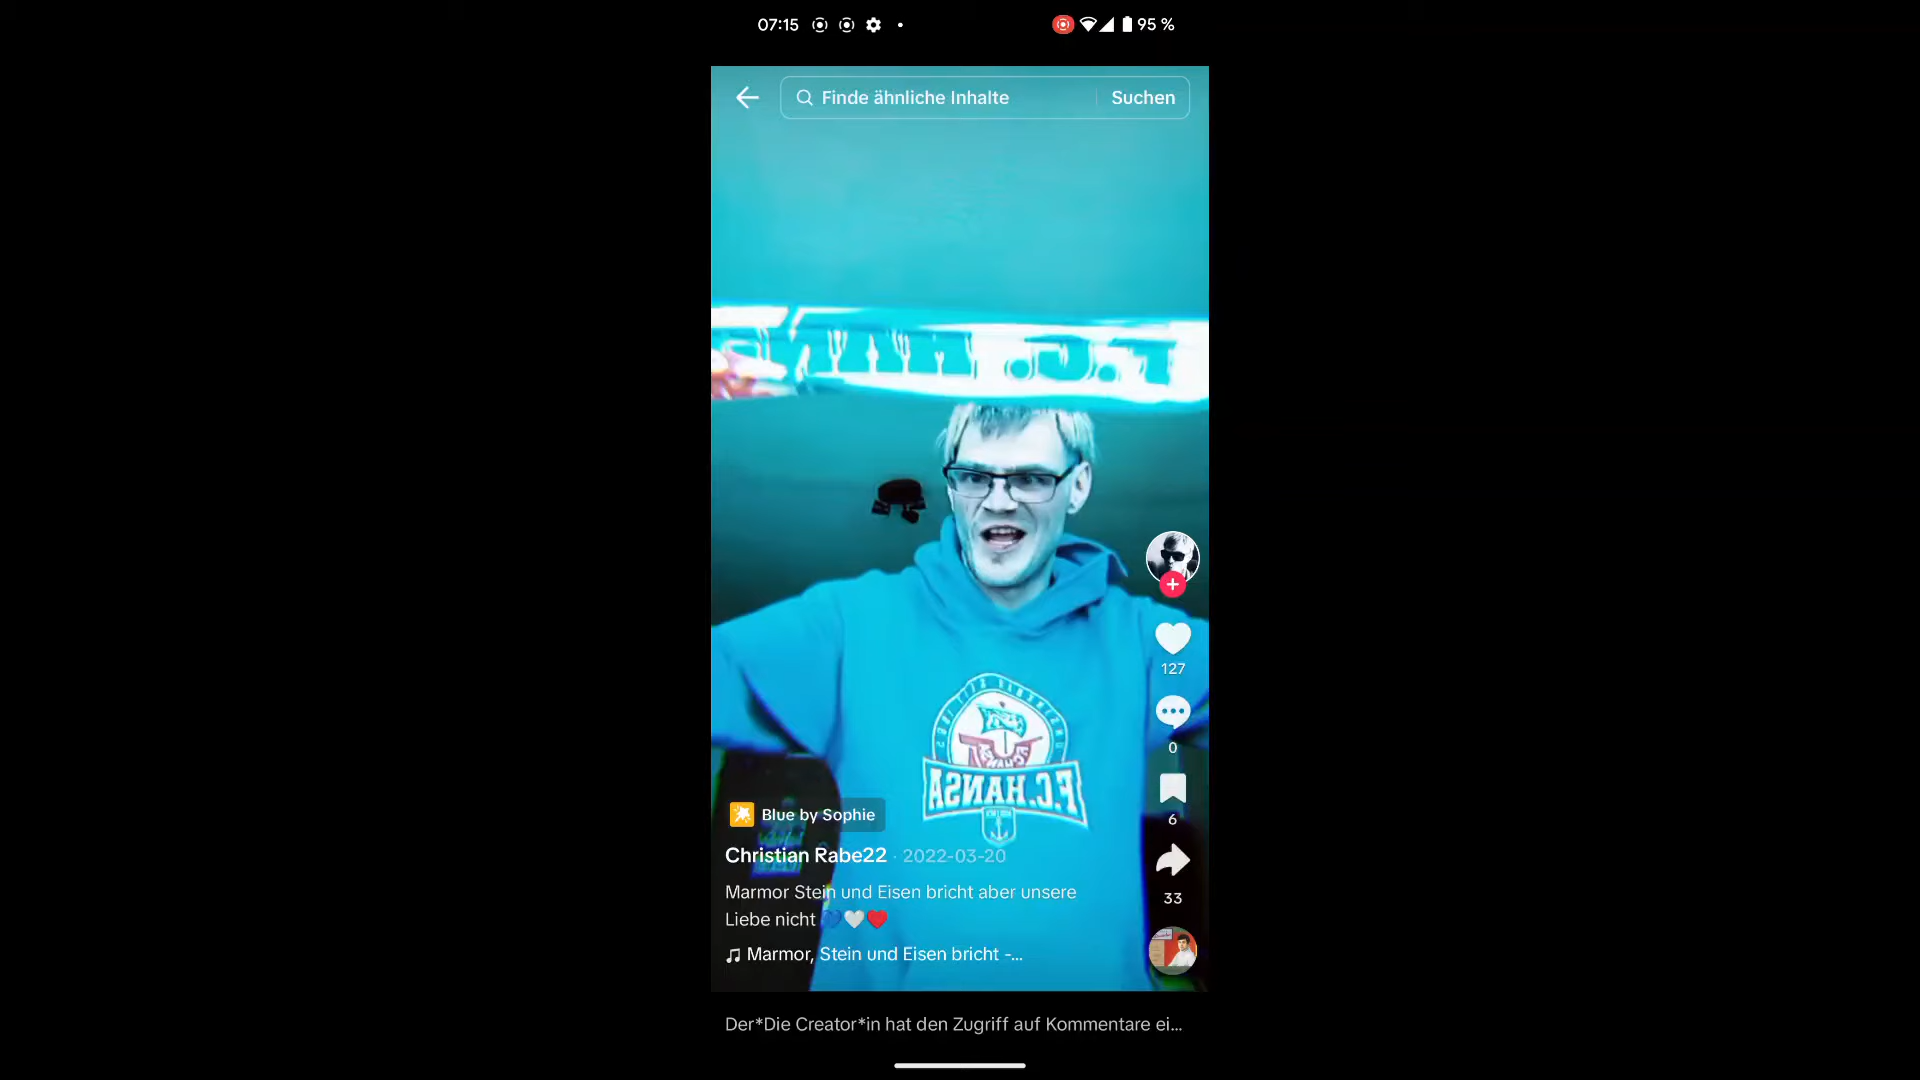 07:15
95 %
Finde ähnliche Inhalte
Suchen
F.C. HAN
F.C.HANSA
127
0
6
33
Blue by Sophie
Christian Rabe22 · 2022-03-20
Marmor Stein und Eisen bricht aber unsere
Liebe nicht 💙🤍❤️
Marmor, Stein und Eisen bricht -...
Der*Die Creator*in hat den Zugriff auf Kommentare ei...